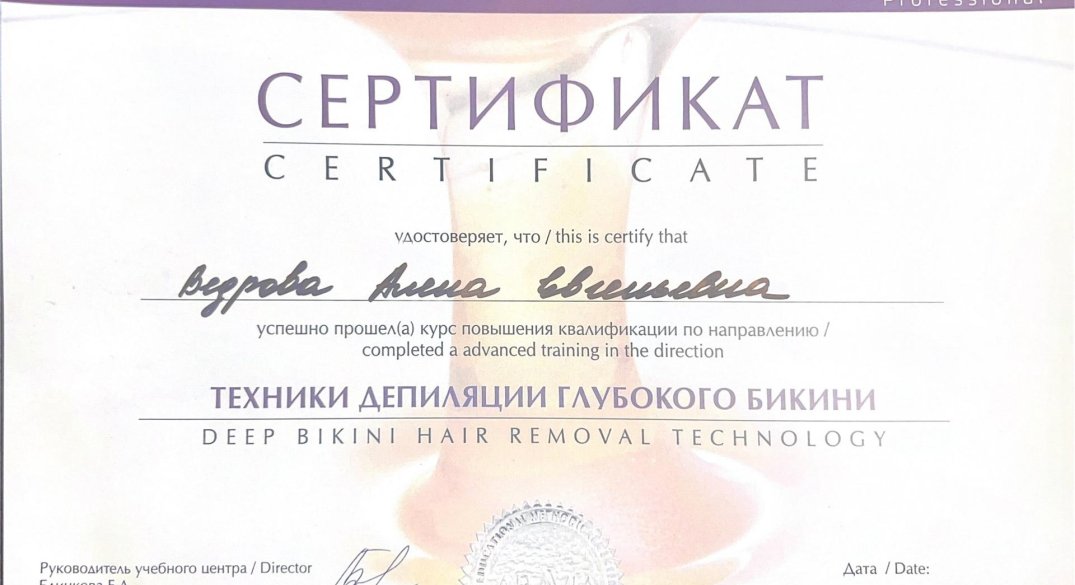 Professional
СЕРТИФИКАТ
CERTIFICATE
удостоверяет, что / this is certify that
Ведрова Алена Евгеньевна
успешно прошел(а) курс повышения квалификации по направлению /
completed a advanced training in the direction
ТЕХНИКИ ДЕПИЛЯЦИИ ГЛУБОКОГО БИКИНИ
DEEP BIKINI HAIR REMOVAL TECHNOLOGY
EDUCATIONAL
Руководитель учебного центра / Director
Дата / Date: